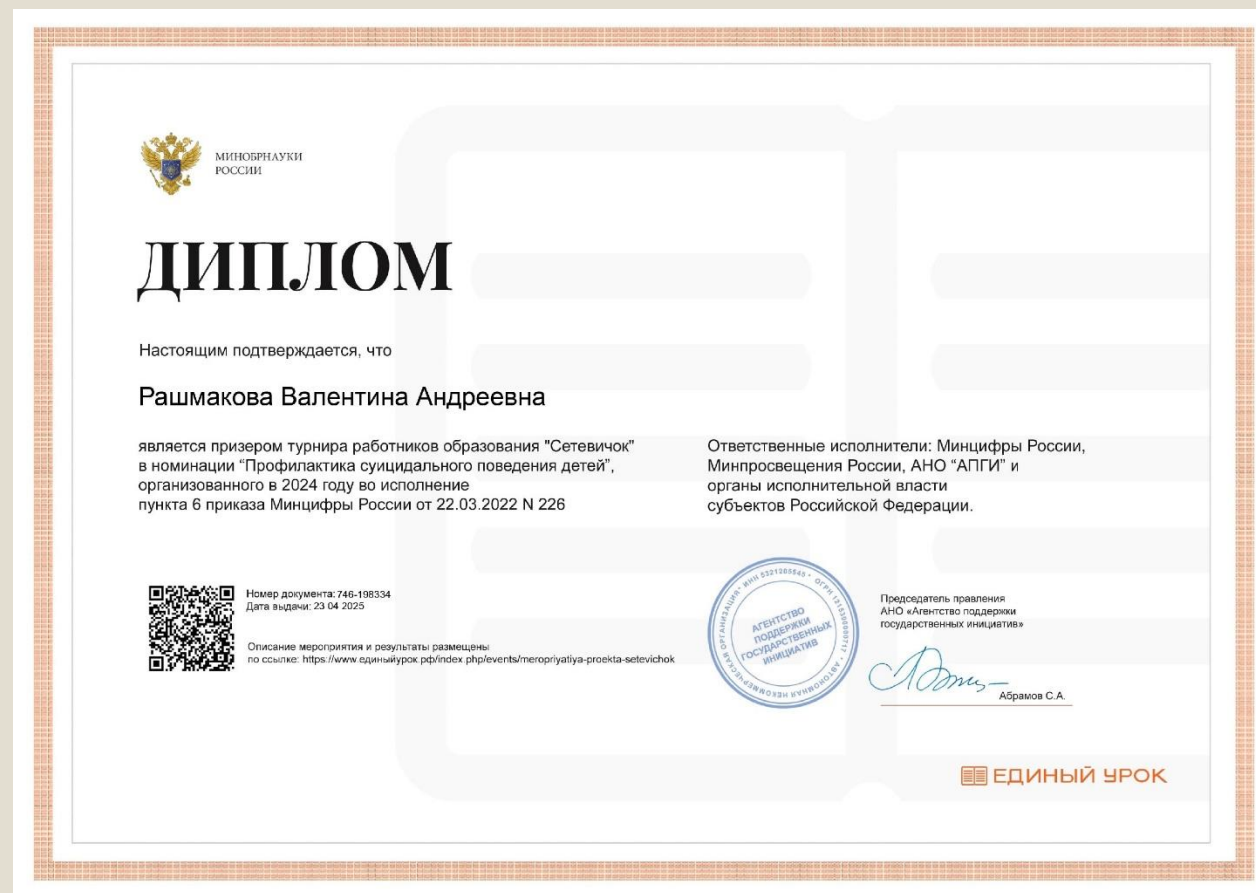 МИНОБРНАУКИ
РОССИИ
ДИПЛОМ
Настоящим подтверждается, что
Рашмакова Валентина Андреевна
является призером турнира работников образования "Сетевичок"
в номинации “Профилактика суицидального поведения детей”,
организованного в 2024 году во исполнение
пункта 6 приказа Минцифры России от 22.03.2022 N 226
Ответственные исполнители: Минцифры России,
Минпросвещения России, АНО “АПГИ” и
органы исполнительной власти
субъектов Российской Федерации.
Номер документа: 746-198334
Дата выдачи: 23 04 2025
Описание мероприятия и результаты размещены
по ссылке: https://www.единыйурок.рф/index.php/events/meropriyatiya-proekta-setevichok
АВТОНОМНАЯ НЕКОММЕРЧЕСКАЯ ОРГАНИЗАЦИЯ
АГЕНТСТВО
ПОДДЕРЖКИ
ГОСУДАРСТВЕННЫХ
ИНИЦИАТИВ
Председатель правления
АНО «Агентство поддержки
государственных инициатив»
Абрамов С.А.
ЕДИНЫЙ УРОК